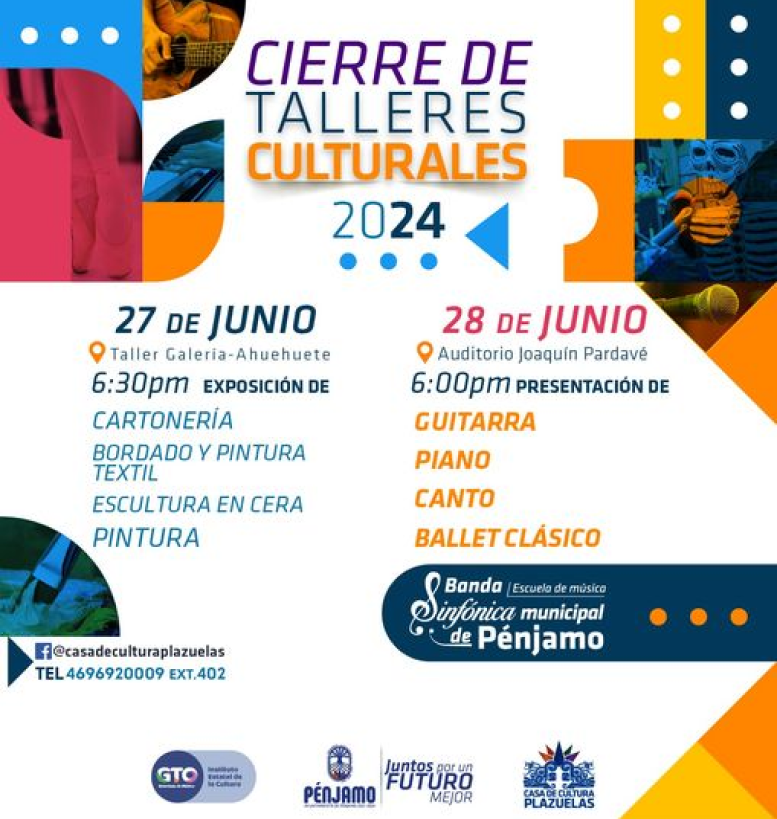 CIERRE DE
TALLERES
CULTURALES
2024
27 DE JUNIO
Taller Galería-Ahuehuete
6:30pm EXPOSICIÓN DE
CARTONERÍA
BORDADO Y PINTURA
TEXTIL
ESCULTURA EN CERA
PINTURA
28 DE JUNIO
Auditorio Joaquín Pardavé
6:00pm PRESENTACIÓN DE
GUITARRA
PIANO
CANTO
BALLET CLÁSICO
Banda | Escuela de música
Sinfónica municipal
de Pénjamo
@casadeculturaplazuelas
TEL 4696920009 EXT.402
GTO
Instituto
Estatal de
la Cultura
PÉNJAMO
Juntos por un
FUTURO
MEJOR
CASA DE CULTURA
PLAZUELAS